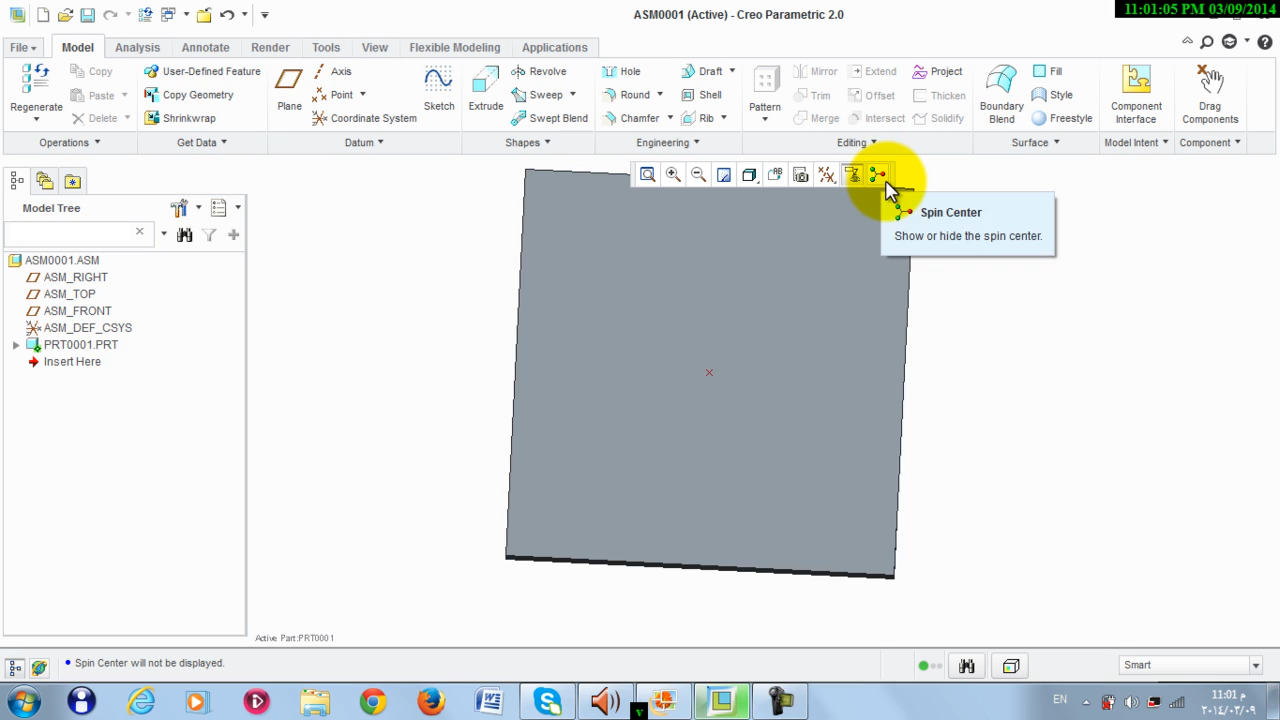 ASM0001 (Active) - Creo Parametric 2.0
11:01:05 PM 03/09/2014
File
Model
Analysis
Annotate
Render
Tools
View
Flexible Modeling
Applications
Regenerate
Copy
Paste
Delete
Operations
User-Defined Feature
Copy Geometry
Shrinkwrap
Get Data
Plane
Axis
Point
Coordinate System
Datum
Sketch
Extrude
Revolve
Sweep
Swept Blend
Shapes
Hole
Round
Chamfer
Draft
Shell
Rib
Engineering
Pattern
Mirror
Trim
Merge
Extend
Offset
Intersect
Project
Thicken
Solidify
Editing
Boundary
Blend
Fill
Style
Freestyle
Surface
Component
Interface
Model Intent
Drag
Components
Component
Spin Center
Show or hide the spin center.
Model Tree
ASM0001.ASM
ASM_RIGHT
ASM_TOP
ASM_FRONT
ASM_DEF_CSYS
PRT0001.PRT
Insert Here
Active Part:PRT0001
Spin Center will not be displayed.
Smart
EN
11:01 م
٢٠١٤/٠٣/٠٩